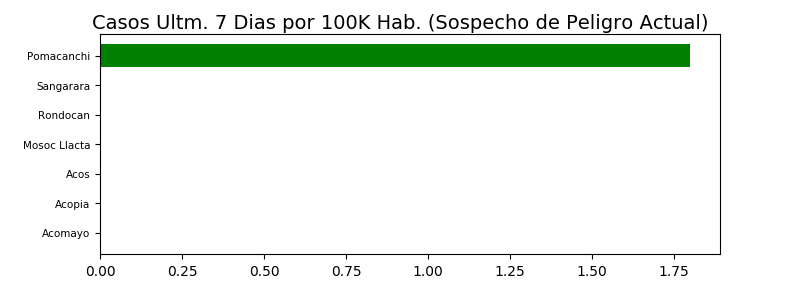 Casos Ultm. 7 Dias por 100K Hab. (Sospecho de Peligro Actual)
Pomacanchi
Sangarara
Rondocan
Mosoc Llacta
Acos
Acopia
Acomayo
0.00 0.25 0.50 0.75 1.00 1.25 1.50 1.75